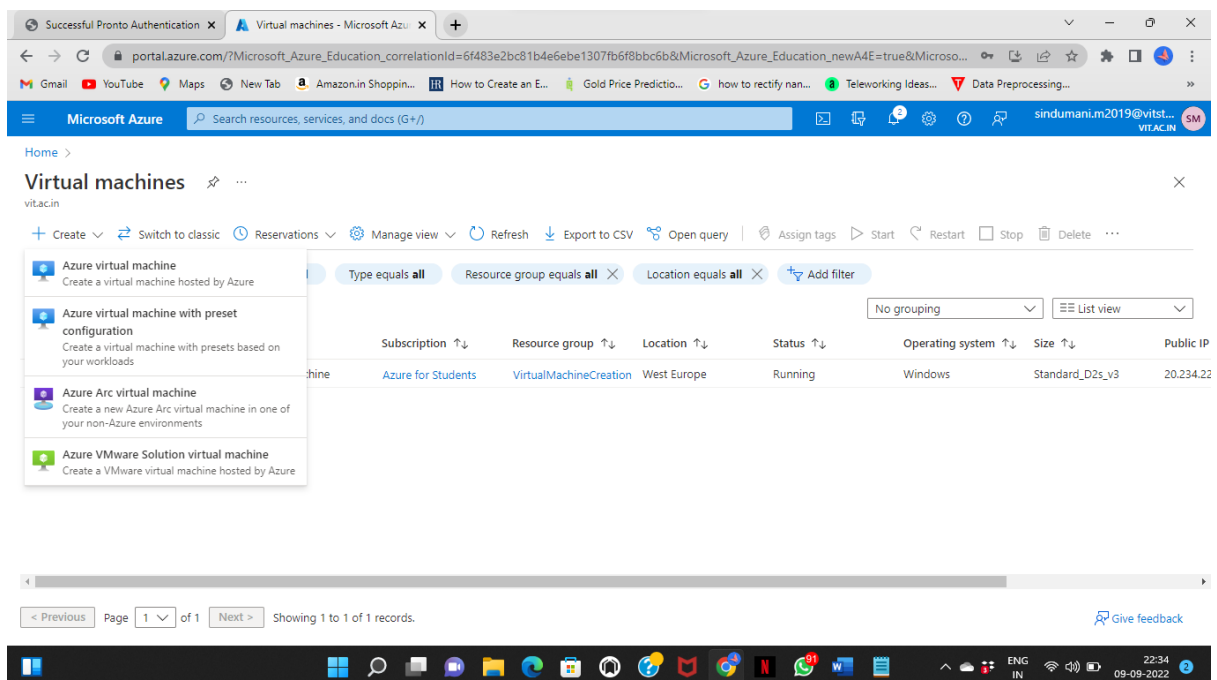 Successful Pronto Authentication
Virtual machines - Microsoft Azu
portal.azure.com/?Microsoft_Azure_Education_correlationId=6f483e2bc81b4e6ebe1307fb6f8bbc6b&Microsoft_Azure_Education_newA4E=true&Microso...
Gmail YouTube Maps New Tab Amazon.in Shoppin... How to Create an E... Gold Price Predictio... how to rectify nan... Teleworking Ideas... Data Preprocessing... »
Microsoft Azure Search resources, services, and docs (G+/) 2 sindumani.m2019@vitst... SM
VIT.AC.IN
Home >
Virtual machines ...
vit.ac.in
Create Switch to classic Reservations Manage view Refresh Export to CSV Open query Assign tags Start Restart Stop Delete ...
Azure virtual machine
Create a virtual machine hosted by Azure
Azure virtual machine with preset
configuration
Create a virtual machine with presets based on
your workloads
Azure Arc virtual machine
Create a new Azure Arc virtual machine in one of
your non-Azure environments
Azure VMware Solution virtual machine
Create a VMware virtual machine hosted by Azure
Type equals all Resource group equals all Location equals all Add filter
No grouping List view
Subscription Resource group Location Status Operating system Size Public IP
chine Azure for Students VirtualMachineCreation West Europe Running Windows Standard_D2s_v3 20.234.22
< Previous Page 1 of 1 Next > Showing 1 to 1 of 1 records. Give feedback
91 ENG 22:34
IN 09-09-2022 2